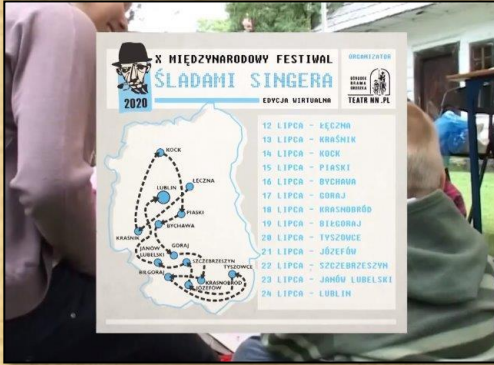 X MIĘDZYNARODOWY FESTIWAL
ŚLADAMI SINGERA
2020
EDYCJA WIRTUALNA
ORGANIZATOR
OŚRODEK
BRAMA
GRODZKA
TEATR NN.PL
KOCK
ŁĘCZNA
LUBLIN
PIASKI
BYCHAWA
KRAŚNIK
JANÓW
LUBELSKI
GORAJ
SZCZEBRZESZYN
TYSZOWCE
BIŁGORAJ
KRASNOBRÓD
JÓZEFÓW
12 LIPCA - ŁĘCZNA
13 LIPCA - KRAŚNIK
14 LIPCA - KOCK
15 LIPCA - PIASKI
16 LIPCA - BYCHAWA
17 LIPCA - GORAJ
18 LIPCA - KRASNOBRÓD
19 LIPCA - BIŁGORAJ
20 LIPCA - TYSZOWCE
21 LIPCA - JÓZEFÓW
22 LIPCA - SZCZEBRZESZYN
23 LIPCA - JANÓW LUBELSKI
24 LIPCA - LUBLIN